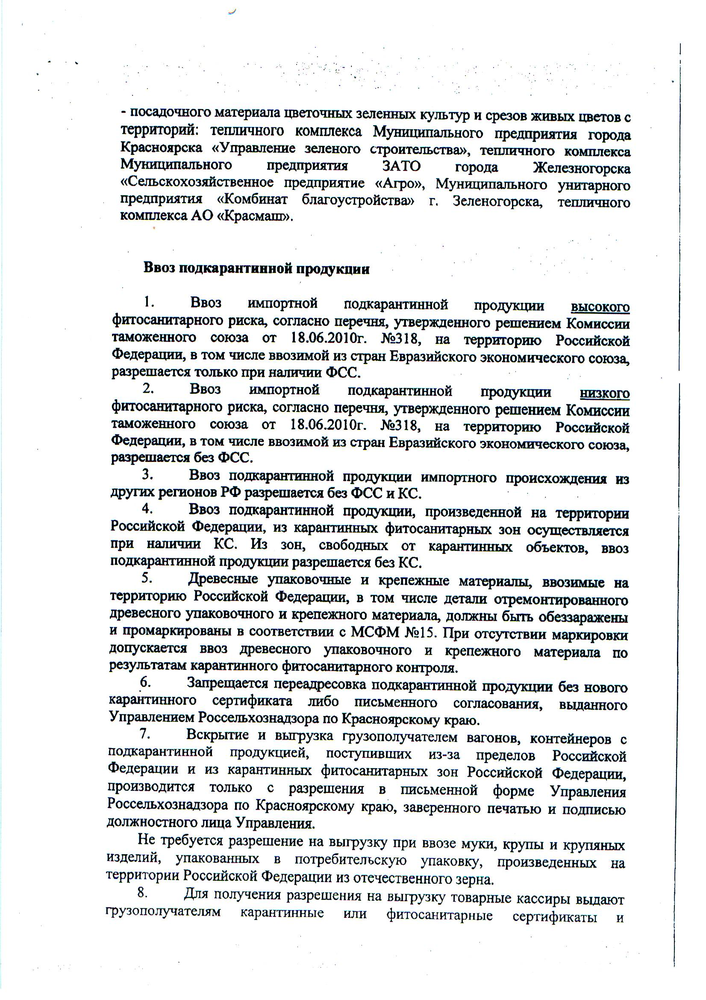 - посадочного материала цветочных зеленных культур и срезов живых цветов с
территорий: тепличного комплекса Муниципального предприятия города
Красноярска «Управление зеленого строительства», тепличного комплекса
Муниципального предприятия ЗАТО города Железногорска
«Сельскохозяйственное предприятие «Агро», Муниципального унитарного
предприятия «Комбинат благоустройства» г. Зеленогорска, тепличного
комплекса АО «Красмаш».
Ввоз подкарантинной продукции
1. Ввоз импортной подкарантинной продукции высокого
фитосанитарного риска, согласно перечня, утвержденного решением Комиссии
таможенного союза от 18.06.2010г. №318, на территорию Российской
Федерации, в том числе ввозимой из стран Евразийского экономического союза,
разрешается только при наличии ФСС.
2. Ввоз импортной подкарантинной продукции низкого
фитосанитарного риска, согласно перечня, утвержденного решением Комиссии
таможенного союза от 18.06.2010г. №318, на территорию Российской
Федерации, в том числе ввозимой из стран Евразийского экономического союза,
разрешается без ФСС.
3. Ввоз подкарантинной продукции импортного происхождения из
других регионов РФ разрешается без ФСС и КС.
4. Ввоз подкарантинной продукции, произведенной на территории
Российской Федерации, из карантинных фитосанитарных зон осуществляется
при наличии КС. Из зон, свободных от карантинных объектов, ввоз
подкарантинной продукции разрешается без КС.
5. Древесные упаковочные и крепежные материалы, ввозимые на
территорию Российской Федерации, в том числе детали отремонтированного
древесного упаковочного и крепежного материала, должны быть обеззаражены
и промаркированы в соответствии с МСФМ №15. При отсутствии маркировки
допускается ввоз древесного упаковочного и крепежного материала по
результатам карантинного фитосанитарного контроля.
6. Запрещается переадресовка подкарантинной продукции без нового
карантинного сертификата либо письменного согласования, выданного
Управлением Россельхознадзора по Красноярскому краю.
7. Вскрытие и выгрузка грузополучателем вагонов, контейнеров с
подкарантинной продукцией, поступивших из-за пределов Российской
Федерации и из карантинных фитосанитарных зон Российской Федерации,
производится только с разрешения в письменной форме Управления
Россельхознадзора по Красноярскому краю, заверенного печатью и подписью
должностного лица Управления.
Не требуется разрешение на выгрузку при ввозе муки, крупы и крупяных
изделий, упакованных в потребительскую упаковку, произведенных на
территории Российской Федерации из отечественного зерна.
8. Для получения разрешения на выгрузку товарные кассиры выдают
грузополучателям карантинные или фитосанитарные сертификаты и